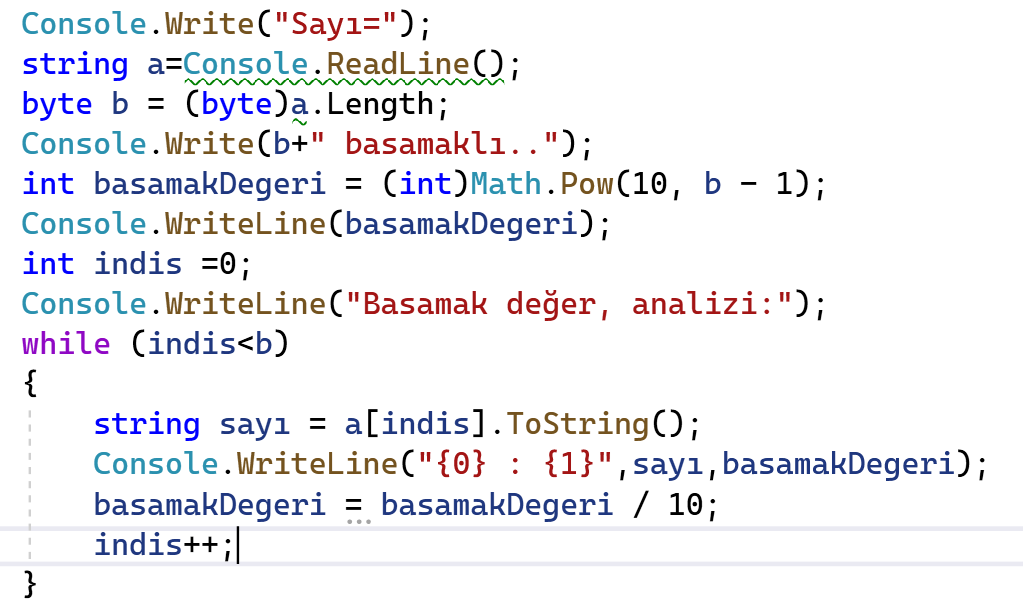 Console.Write("Sayı=");
string a=Console.ReadLine();
byte b = (byte)a.Length;
Console.Write(b+" basamaklı..");
int basamakDegeri = (int)Math.Pow(10, b - 1);
Console.WriteLine(basamakDegeri);
int indis =0;
Console.WriteLine("Basamak değer, analizi:");
while (indis<b)
{
    string sayı = a[indis].ToString();
    Console.WriteLine("{0} : {1}",sayı,basamakDegeri);
    basamakDegeri = basamakDegeri / 10;
    indis++;
}